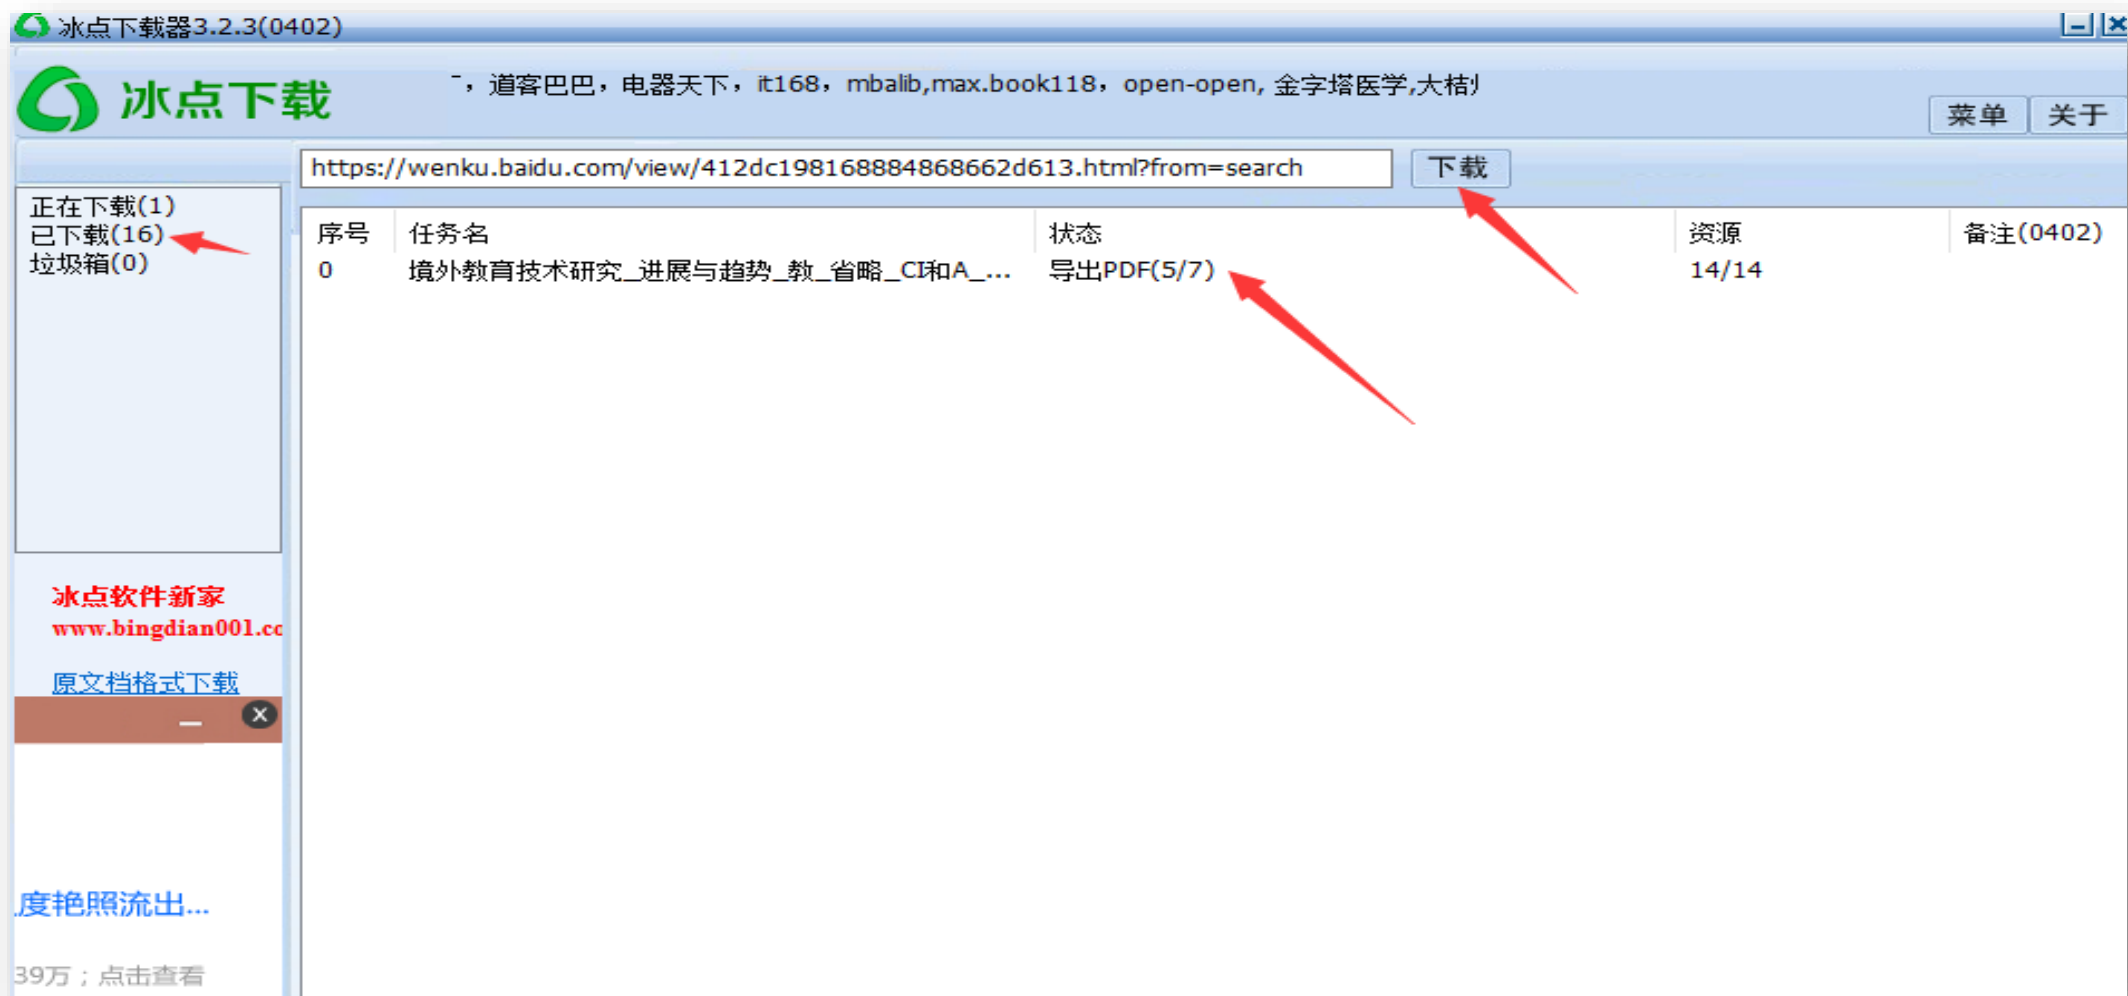 冰点下载器3.2.3(0402)
冰点下载
，道客巴巴，电器天下，it168，mbalib,max.book118，open-open, 金字塔医学,大桔
菜单 关于
https://wenku.baidu.com/view/412dc198168884868662d613.html?from=search 下载
正在下载(1)
已下载(16)
垃圾箱(0)
序号 任务名 状态 资源 备注(0402)
0 境外教育技术研究_进展与趋势_教_省略_CI和A_... 导出PDF(5/7) 14/14
冰点软件新家
www.bingdian001.cc
原文档格式下载
度艳照流出...
39万；点击查看